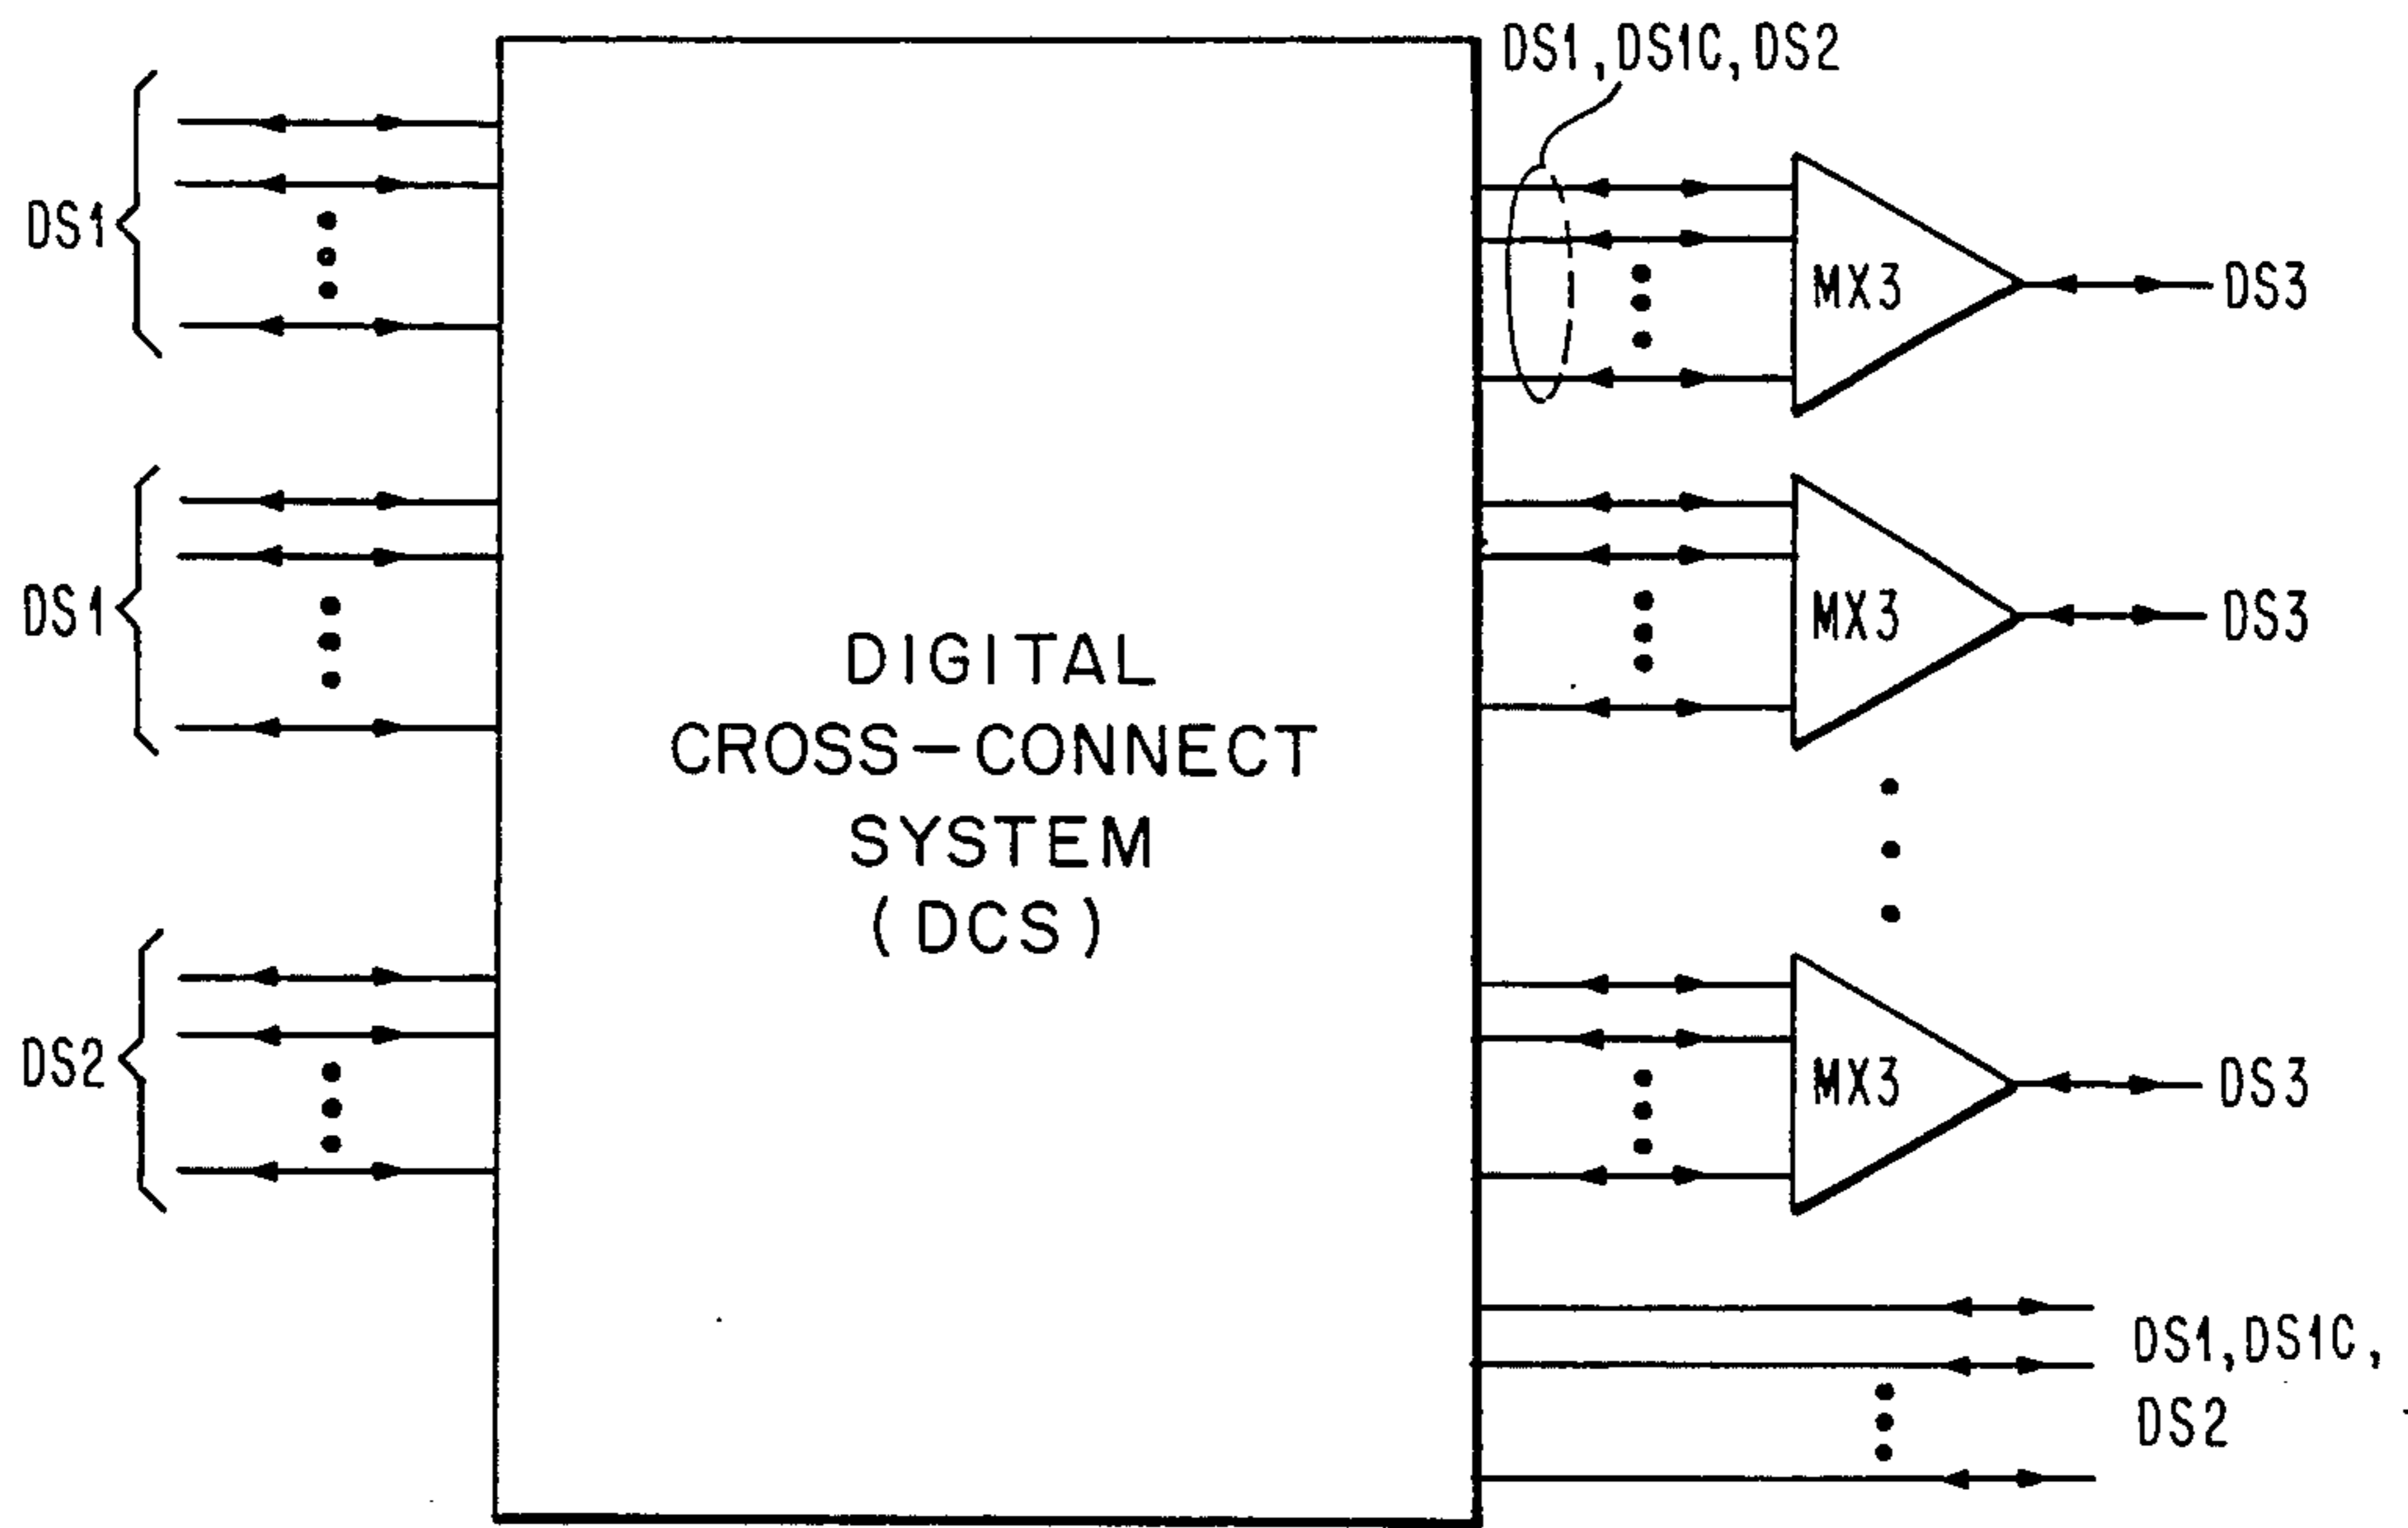 DS1, DS1C, DS2
DS1
MX3
DS3
DS1
MX3
DS3
DIGITAL
CROSS-CONNECT
SYSTEM
(DCS)
DS2
MX3
DS3
DS1, DS1C,
DS2